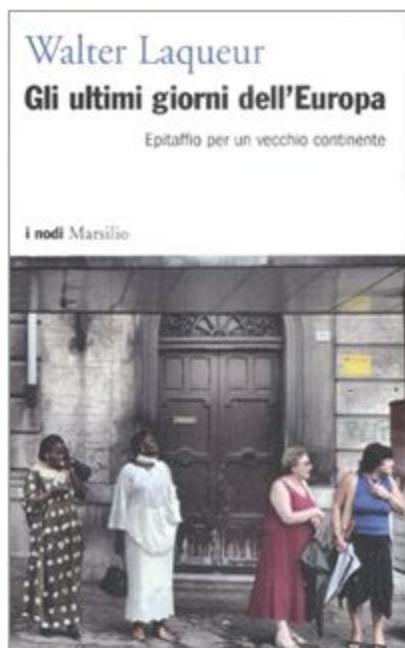 Walter Laqueur
Gli ultimi giorni dell'Europa
Epitaffio per un vecchio continente
i nodi Marsilio